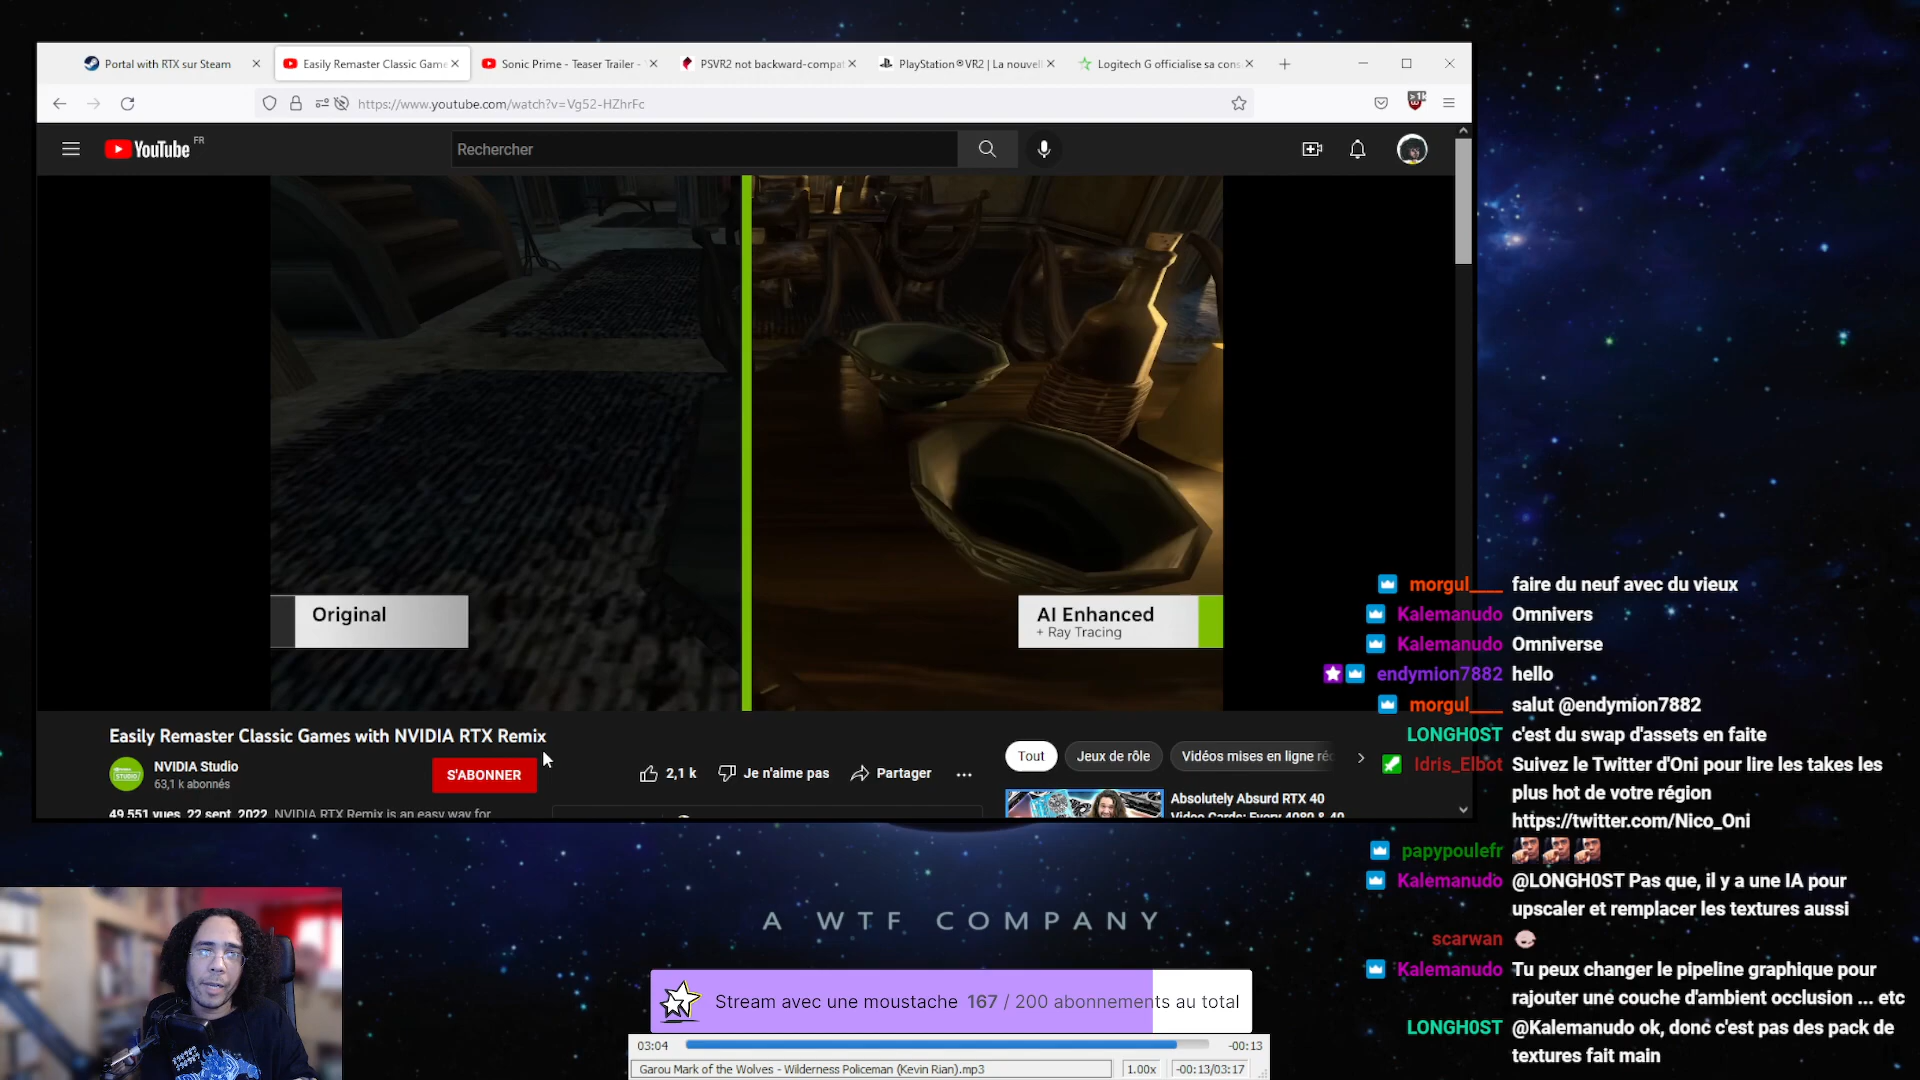 Portal with RTX sur Steam
Easily Remaster Classic Game
Sonic Prime - Teaser Trailer -
PSVR2 not backward-compat
PlayStation®VR2 | La nouvell
Logitech G officialise sa cons
https://www.youtube.com/watch?v=Vg52-HZhrFc
YouTube FR
Rechercher
Original
AI Enhanced
+ Ray Tracing
Easily Remaster Classic Games with NVIDIA RTX Remix
NVIDIA Studio
63,1 k abonnés
S'ABONNER
2,1 k
Je n'aime pas
Partager
Tout
Jeux de rôle
Vidéos mises en ligne réc
49 551 vues 22 sept. 2022 NVIDIA RTX Remix is an easy way for
Absolutely Absurd RTX 40
Video Cards: Every 4080 & 40
morgul____ faire du neuf avec du vieux
Kalemanudo Omnivers
Kalemanudo Omniverse
endymion7882 hello
morgul____ salut @endymion7882
LONGH0ST c'est du swap d'assets en faite
Idris_Elbot Suivez le Twitter d'Oni pour lire les takes les
plus hot de votre région
https://twitter.com/Nico_Oni
papypoulefr
Kalemanudo @LONGH0ST Pas que, il y a une IA pour
upscaler et remplacer les textures aussi
scarwan
Kalemanudo Tu peux changer le pipeline graphique pour
rajouter une couche d'ambient occlusion ... etc
LONGH0ST @Kalemanudo ok, donc c'est pas des pack de
textures fait main
A WTF COMPANY
Stream avec une moustache 167 / 200 abonnements au total
03:04
-00:13
Garou Mark of the Wolves - Wilderness Policeman (Kevin Rian).mp3
1.00x
-00:13/03:17